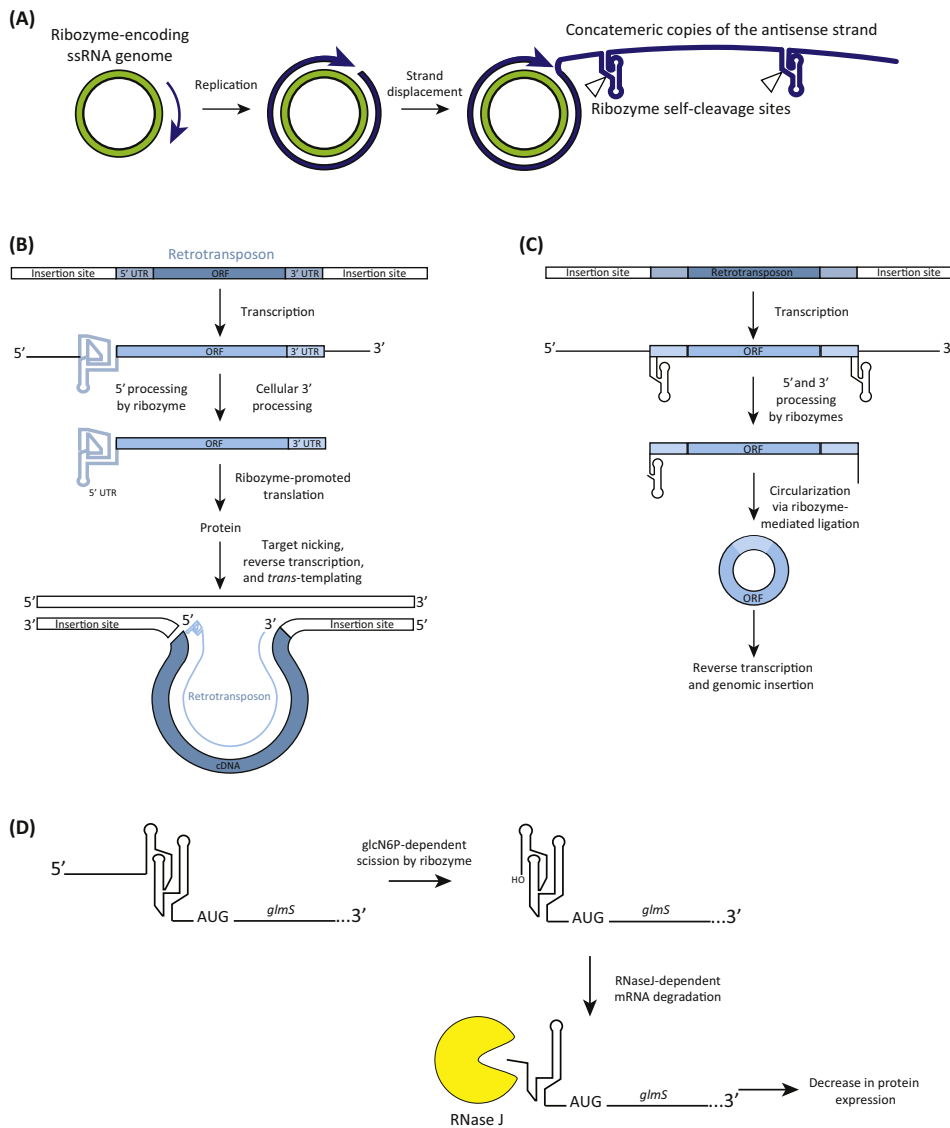 (A)
Ribozyme-encoding
ssRNA genome
Replication
Strand
displacement
Concatemeric copies of the antisense strand
Ribozyme self-cleavage sites
(B)
Retrotransposon
Insertion site
5’ UTR
ORF
3’ UTR
Insertion site
Transcription
5’
ORF
3’ UTR
3’
5’ processing
by ribozyme
Cellular 3’
processing
ORF
3’ UTR
5’ UTR
Ribozyme-promoted
translation
Protein
Target nicking,
reverse transcription,
and trans-templating
5’
3’
3’
Insertion site
5’
3’
Insertion site
5’
Retrotransposon
cDNA
(C)
Insertion site
Retrotransposon
Insertion site
Transcription
5’
ORF
3’
5’ and 3’
processing
by ribozymes
ORF
Circularization
via ribozyme-
mediated ligation
ORF
Reverse transcription
and genomic insertion
(D)
5’
AUG
glmS
...3’
glcN6P-dependent
scission by ribozyme
HO
AUG
glmS
...3’
RNaseJ-dependent
mRNA degradation
RNase J
AUG
glmS
...3’
Decrease in protein
expression